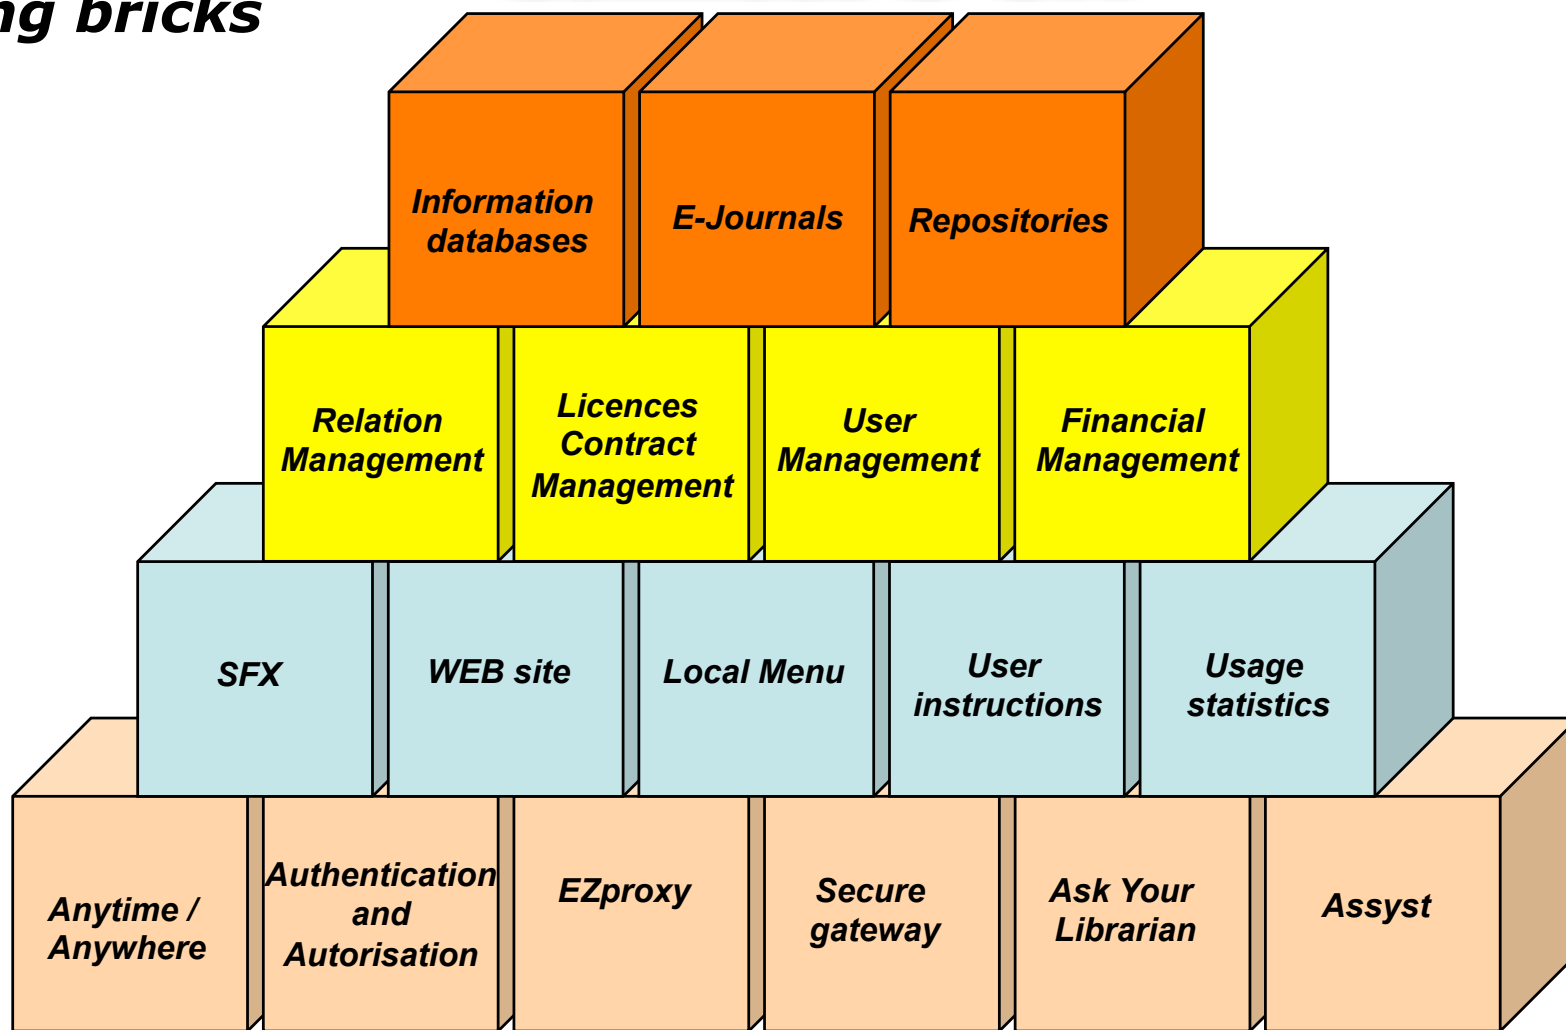 ng bricks
Information
databases
E-Journals
Repositories
Relation
Management
Licences
Contract
Management
User
Management
Financial
Management
SFX
WEB site
Local Menu
User
instructions
Usage
statistics
Anytime /
Anywhere
Authentication
and
Autorisation
EZproxy
Secure
gateway
Ask Your
Librarian
Assyst